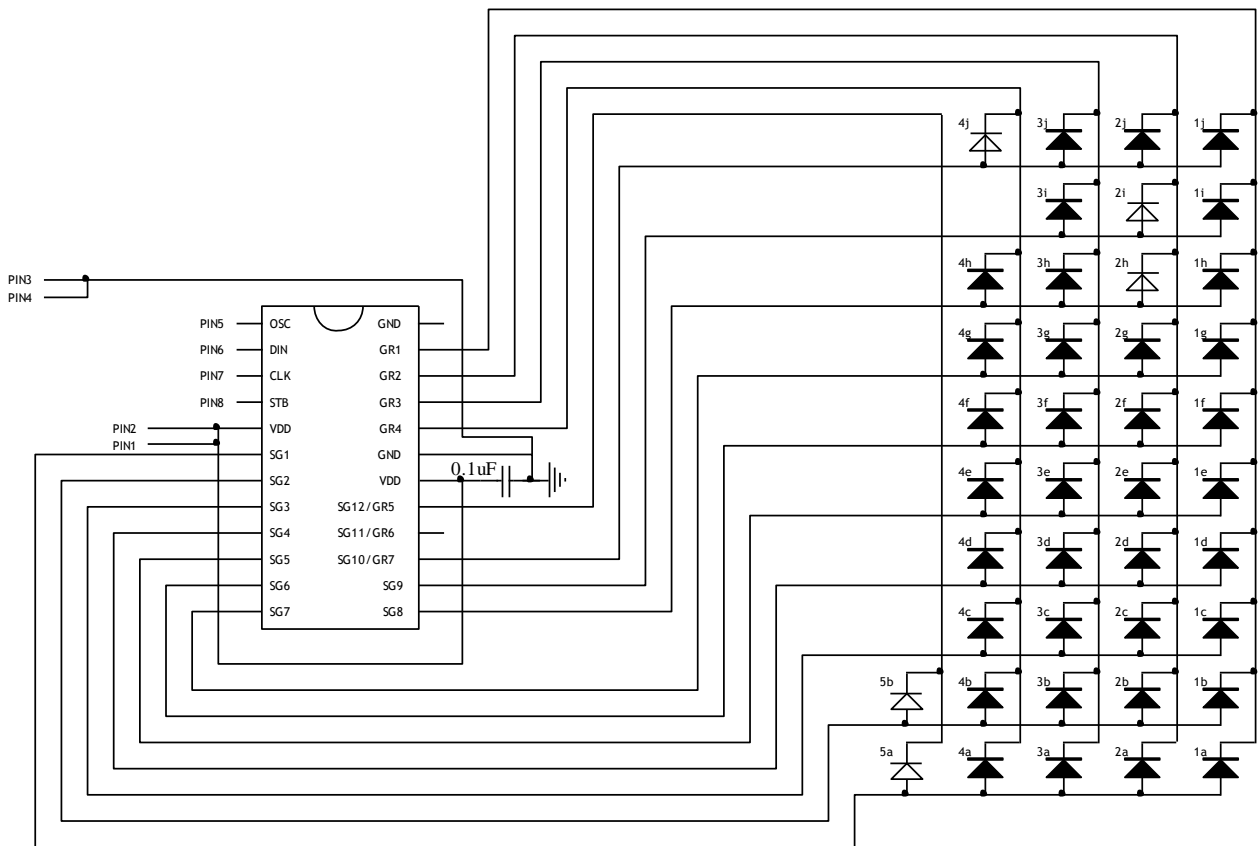 4j 3j 2j 1j
3i 2i 1i
4h 3h 2h 1h
PIN3
PIN4
PIN5 OSC GND
PIN6 DIN GR1
PIN7 CLK GR2
PIN8 STB GR3
PIN2 VDD GR4
PIN1
SG1 GND
SG2 VDD
0.1uF
SG3 SG12/GR5
SG4 SG11/GR6
SG5 SG10/GR7
SG6 SG9
SG7 SG8
4g 3g 2g 1g
4f 3f 2f 1f
4e 3e 2e 1e
4d 3d 2d 1d
4c 3c 2c 1c
5b 4b 3b 2b 1b
5a 4a 3a 2a 1a